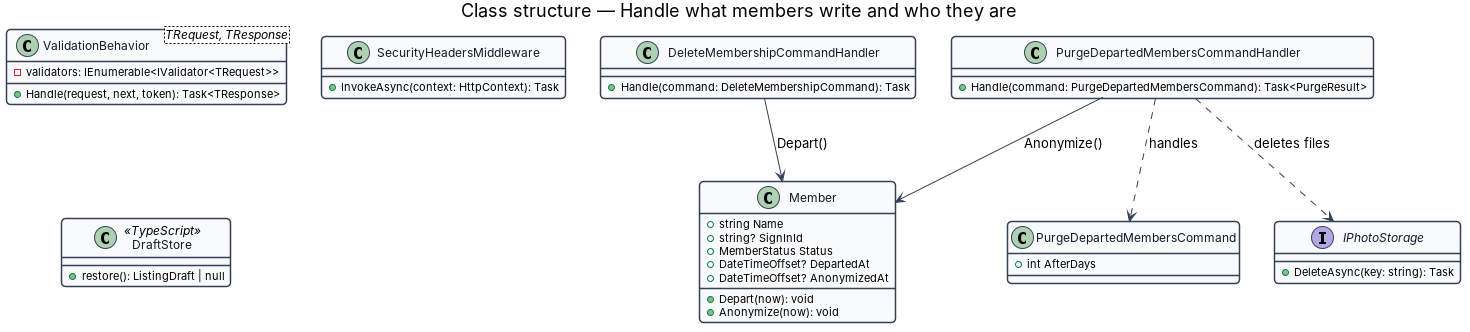 Class structure — Handle what members write and who they are
TRequest, TResponse
C ValidationBehavior
validators: IEnumerable<IValidator<TRequest>>
Handle(request, next, token): Task<TResponse>
C SecurityHeadersMiddleware
InvokeAsync(context: HttpContext): Task
C DeleteMembershipCommandHandler
Handle(command: DeleteMembershipCommand): Task
C PurgeDepartedMembersCommandHandler
Handle(command: PurgeDepartedMembersCommand): Task<PurgeResult>
Depart()
Anonymize()
handles
deletes files
C «TypeScript»
DraftStore
restore(): ListingDraft | null
C Member
string Name
string? SignInId
MemberStatus Status
DateTimeOffset? DepartedAt
DateTimeOffset? AnonymizedAt
Depart(now): void
Anonymize(now): void
C PurgeDepartedMembersCommand
int AfterDays
I IPhotoStorage
DeleteAsync(key: string): Task